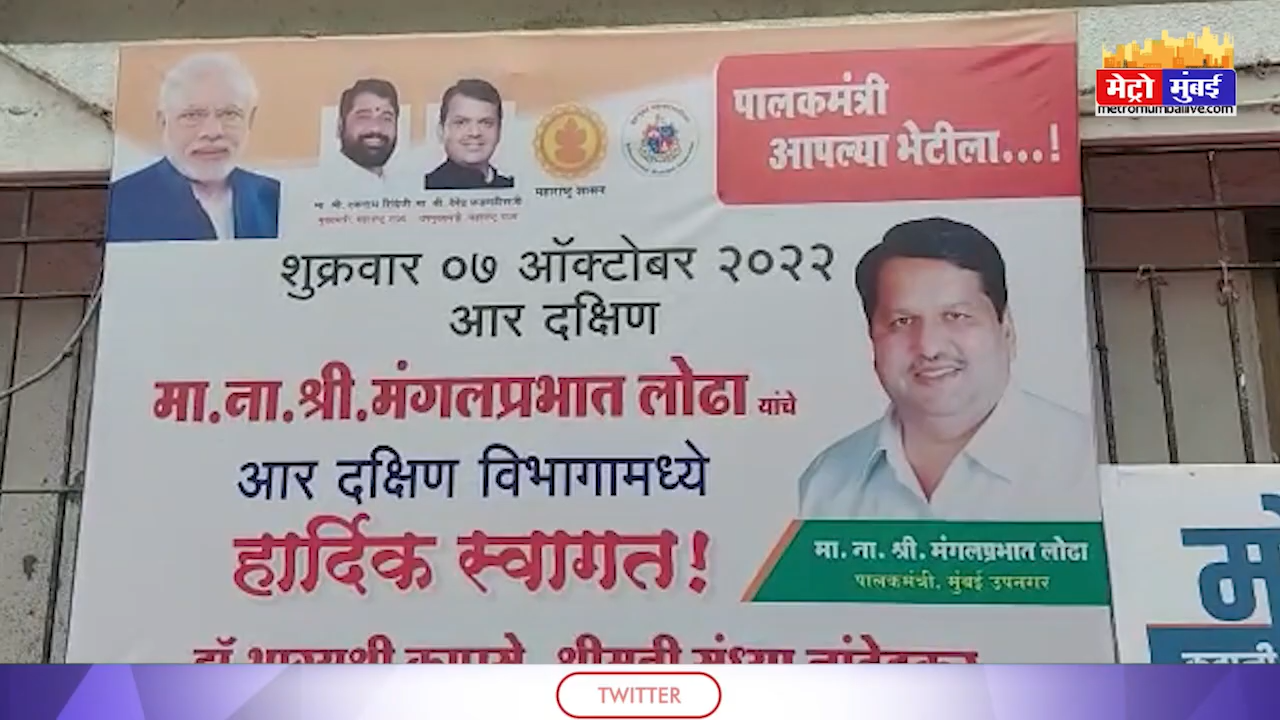 मेट्रो मुंबई
metromumbailive.com
पालकमंत्री
आपल्या भेटीला...!
महाराष्ट्र शासन
शुक्रवार ०७ ऑक्टोबर २०२२
आर दक्षिण
मा.ना.श्री.मंगलप्रभात लोढा यांचे
आर दक्षिण विभागामध्ये
हार्दिक स्वागत!
मा. ना. श्री. मंगलप्रभात लोढा
पालकमंत्री. मुंबई उपनगर
TWITTER